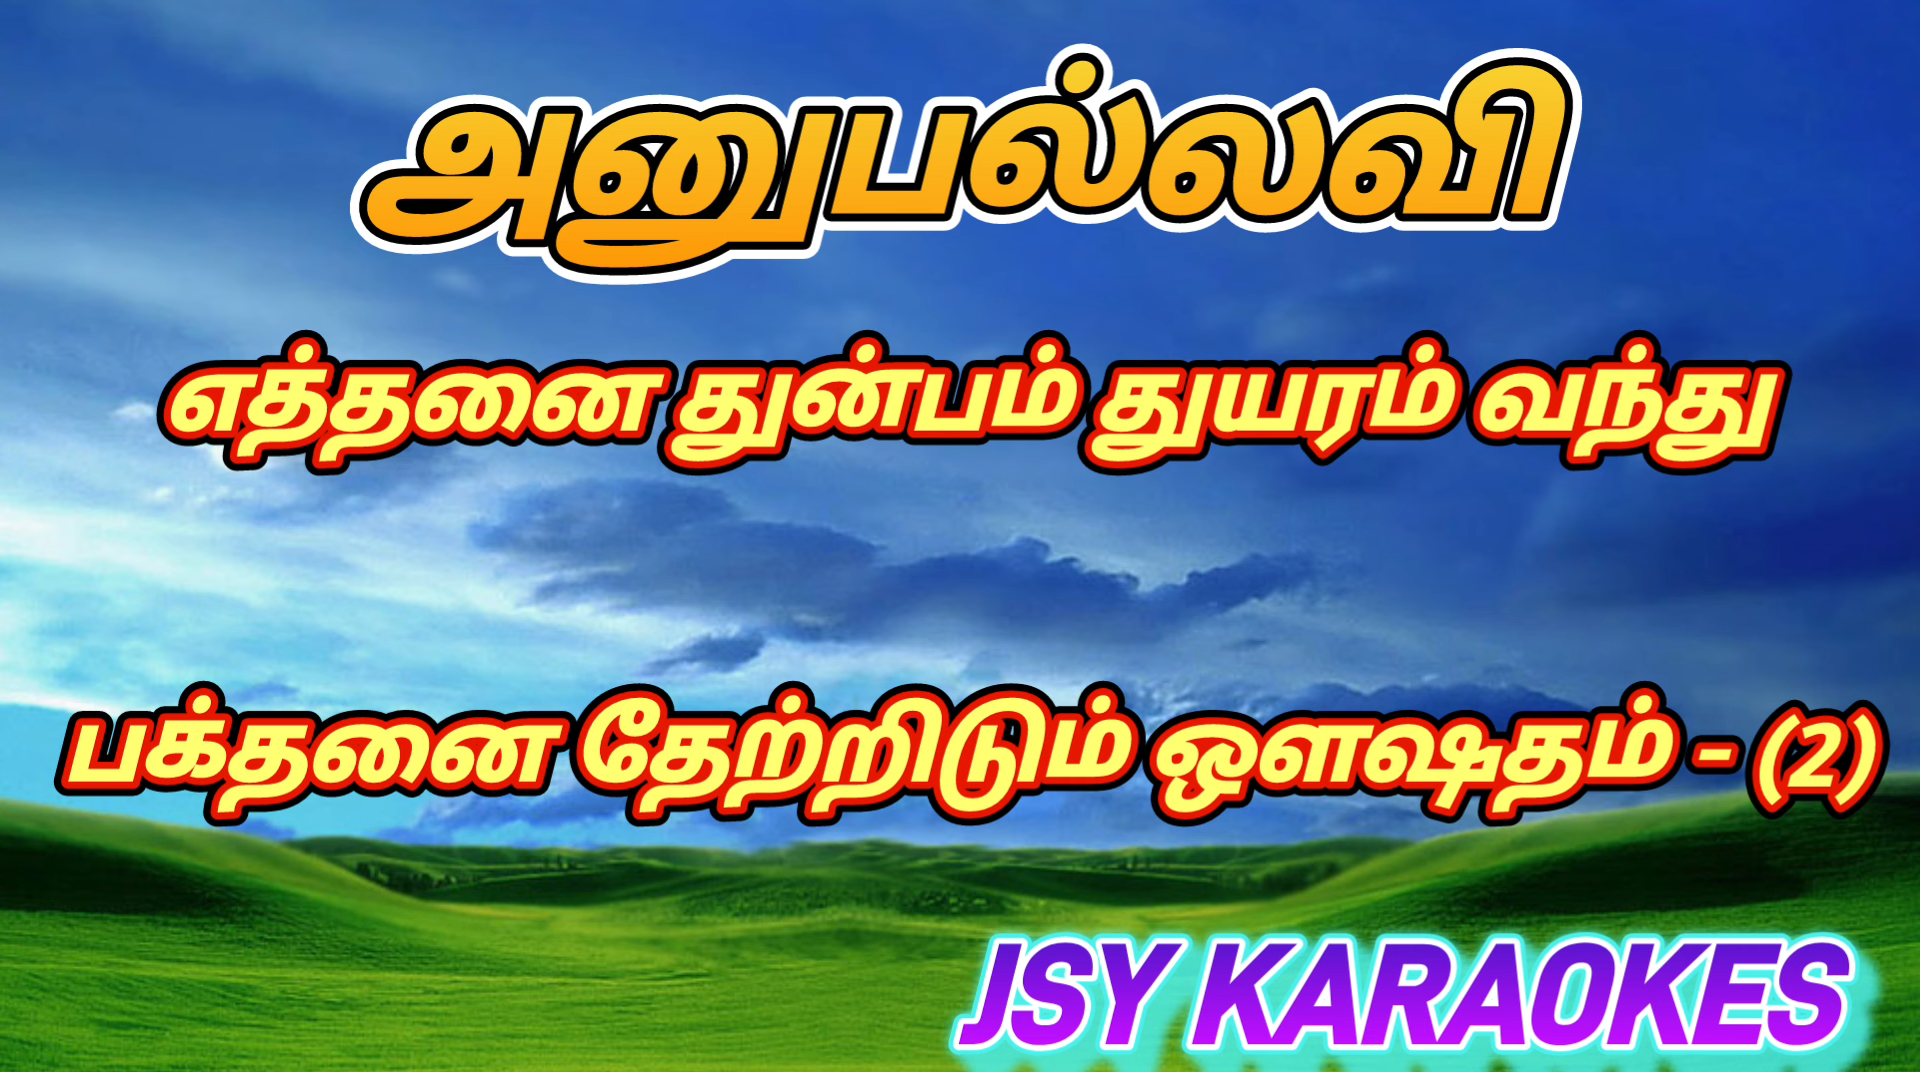 அனுபல்லவி
எத்தனை துன்பம் துயரம் வந்து
பக்தனை தேற்றிடும் ஔஷதம் - (2)
JSY KARAOKES